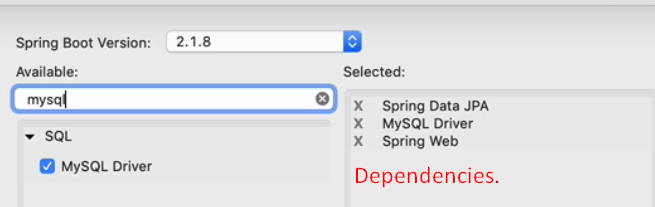 Spring Boot Version: 2.1.8
Available:
Selected:
mysql
X Spring Data JPA
X MySQL Driver
X Spring Web
SQL
MySQL Driver
Dependencies.